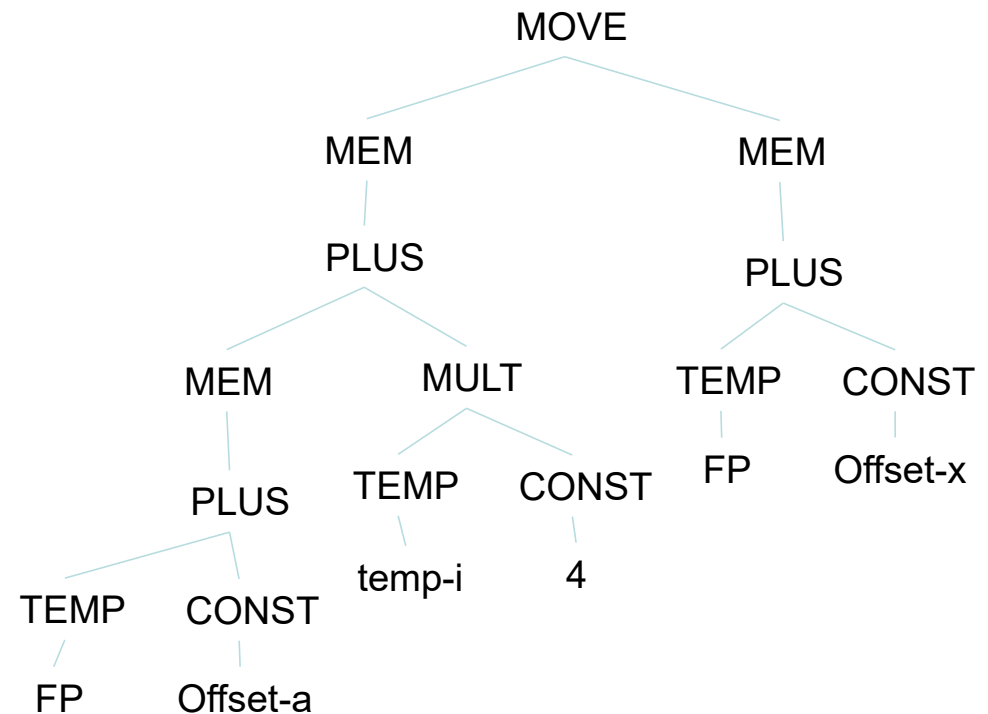 MOVE
MEM MEM
PLUS PLUS
MEM MULT TEMP CONST
FP Offset-x
PLUS TEMP CONST
temp-i 4
TEMP CONST
FP Offset-a